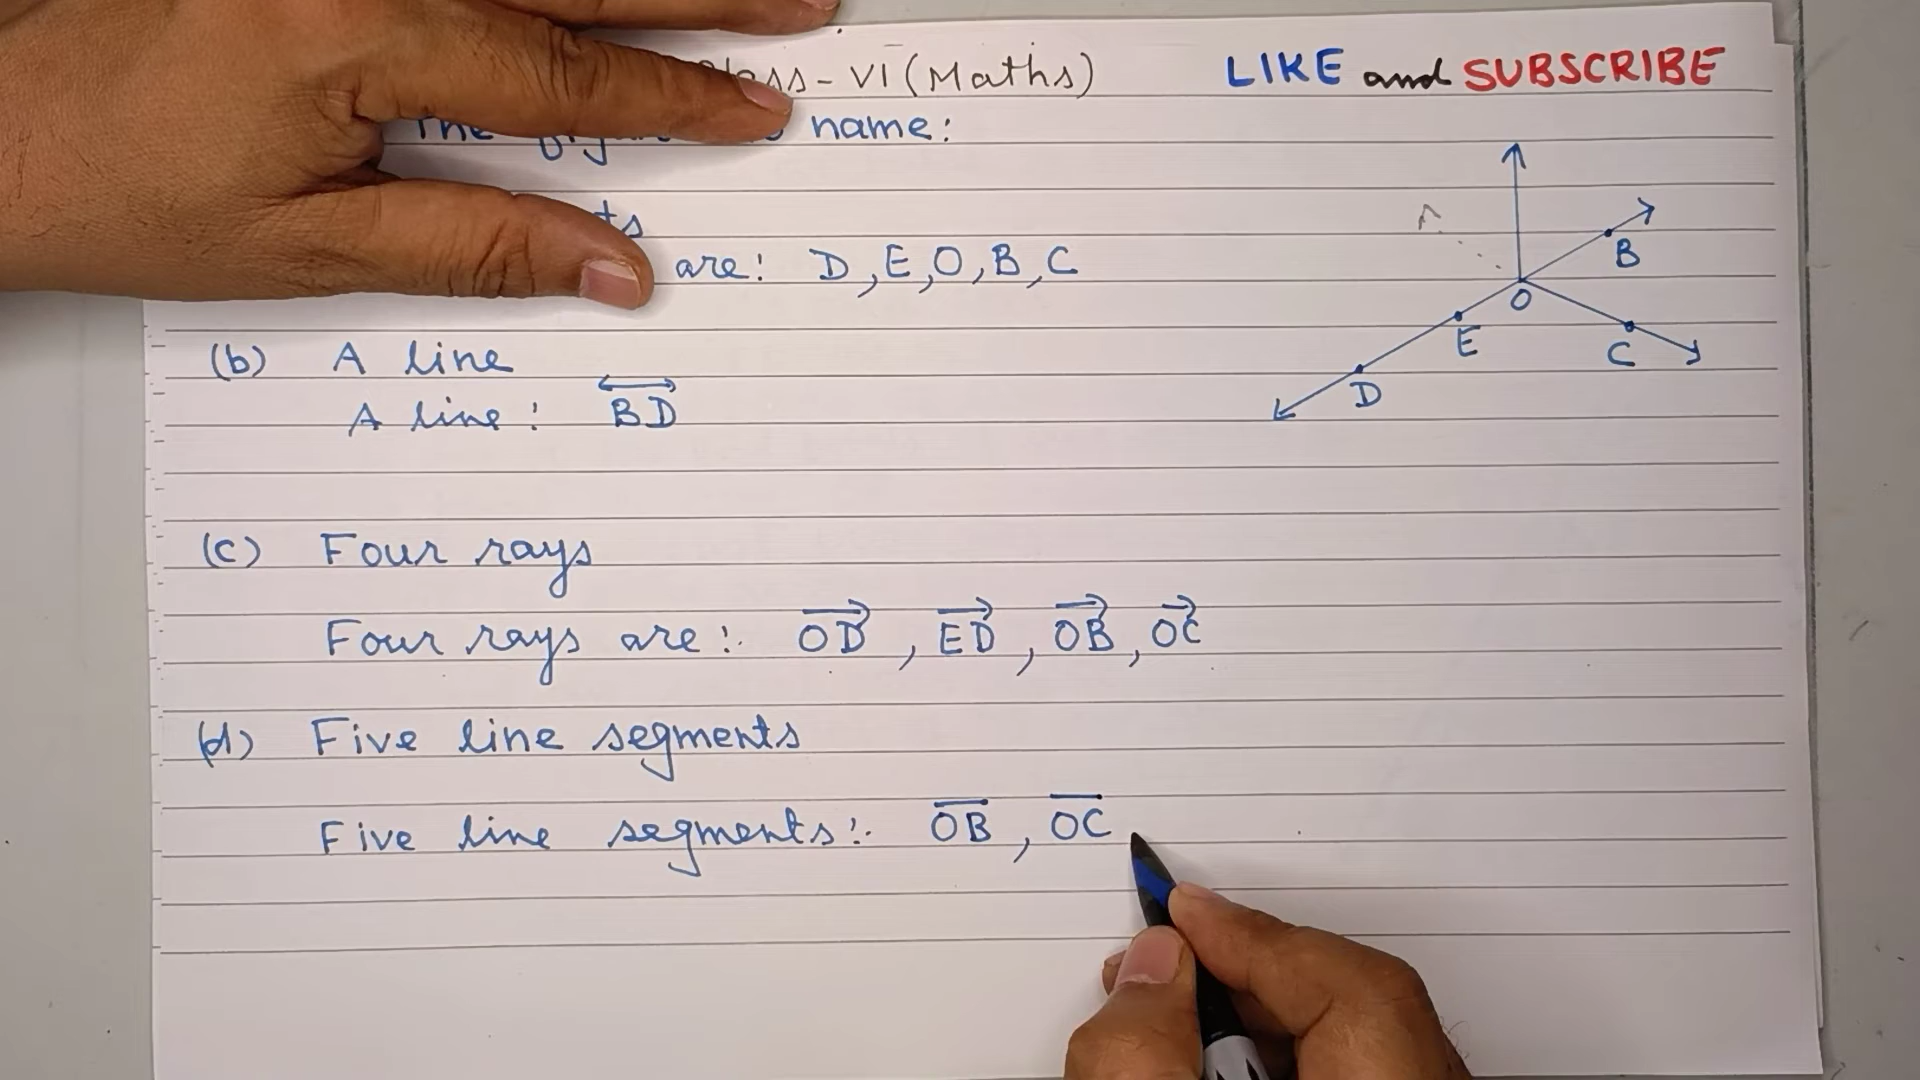 - VI (Maths)
LIKE and SUBSCRIBE
The name:
are: D, E, O, B, C
B
O
E
C
D
(b) A line
A line: BD
(c) Four rays
Four rays are: OD, ED, OB, OC
(d) Five line segments
Five line segments: OB, OC